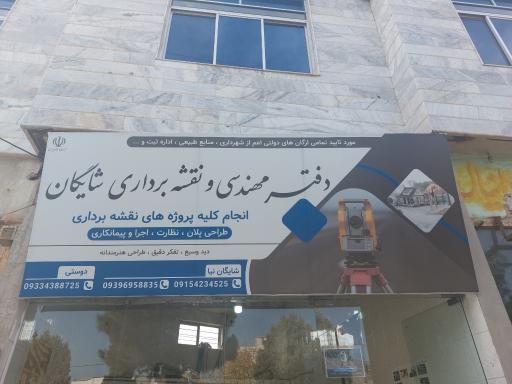 مورد تایید تمامی ارگان های دولتی اعم از شهرداری ، منابع طبیعی ، اداره ثبت و ...
دفتر مهندسی و نقشه برداری شایگان
انجام کلیه پروژه های نقشه برداری
طراحی پلان ، نظارت ، اجرا و پیمانکاری
دید وسیع ، تفکر دقیق ، طراحی هنرمندانه
شایگان نیا
دوستی
09154234525
09396958835
09334388725